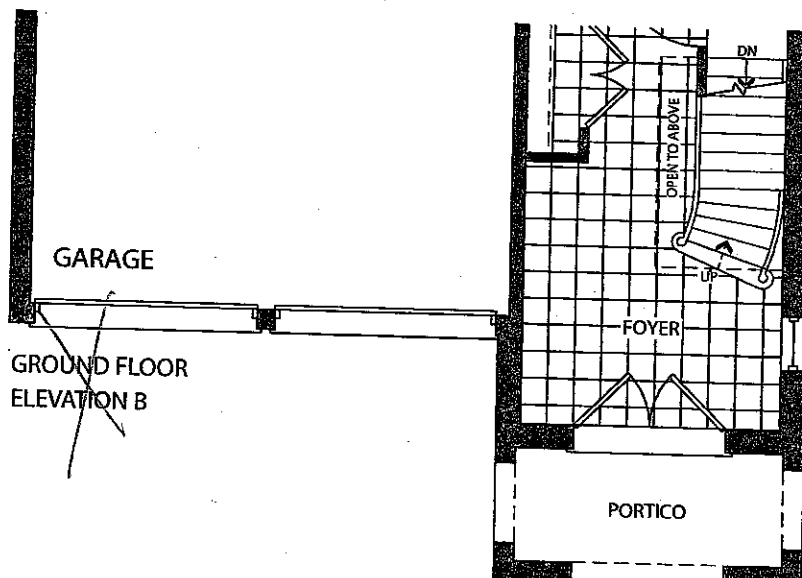 DN
OPEN TO ABOVE
GARAGE
UP
FOYER
GROUND FLOOR
ELEVATION B
PORTICO